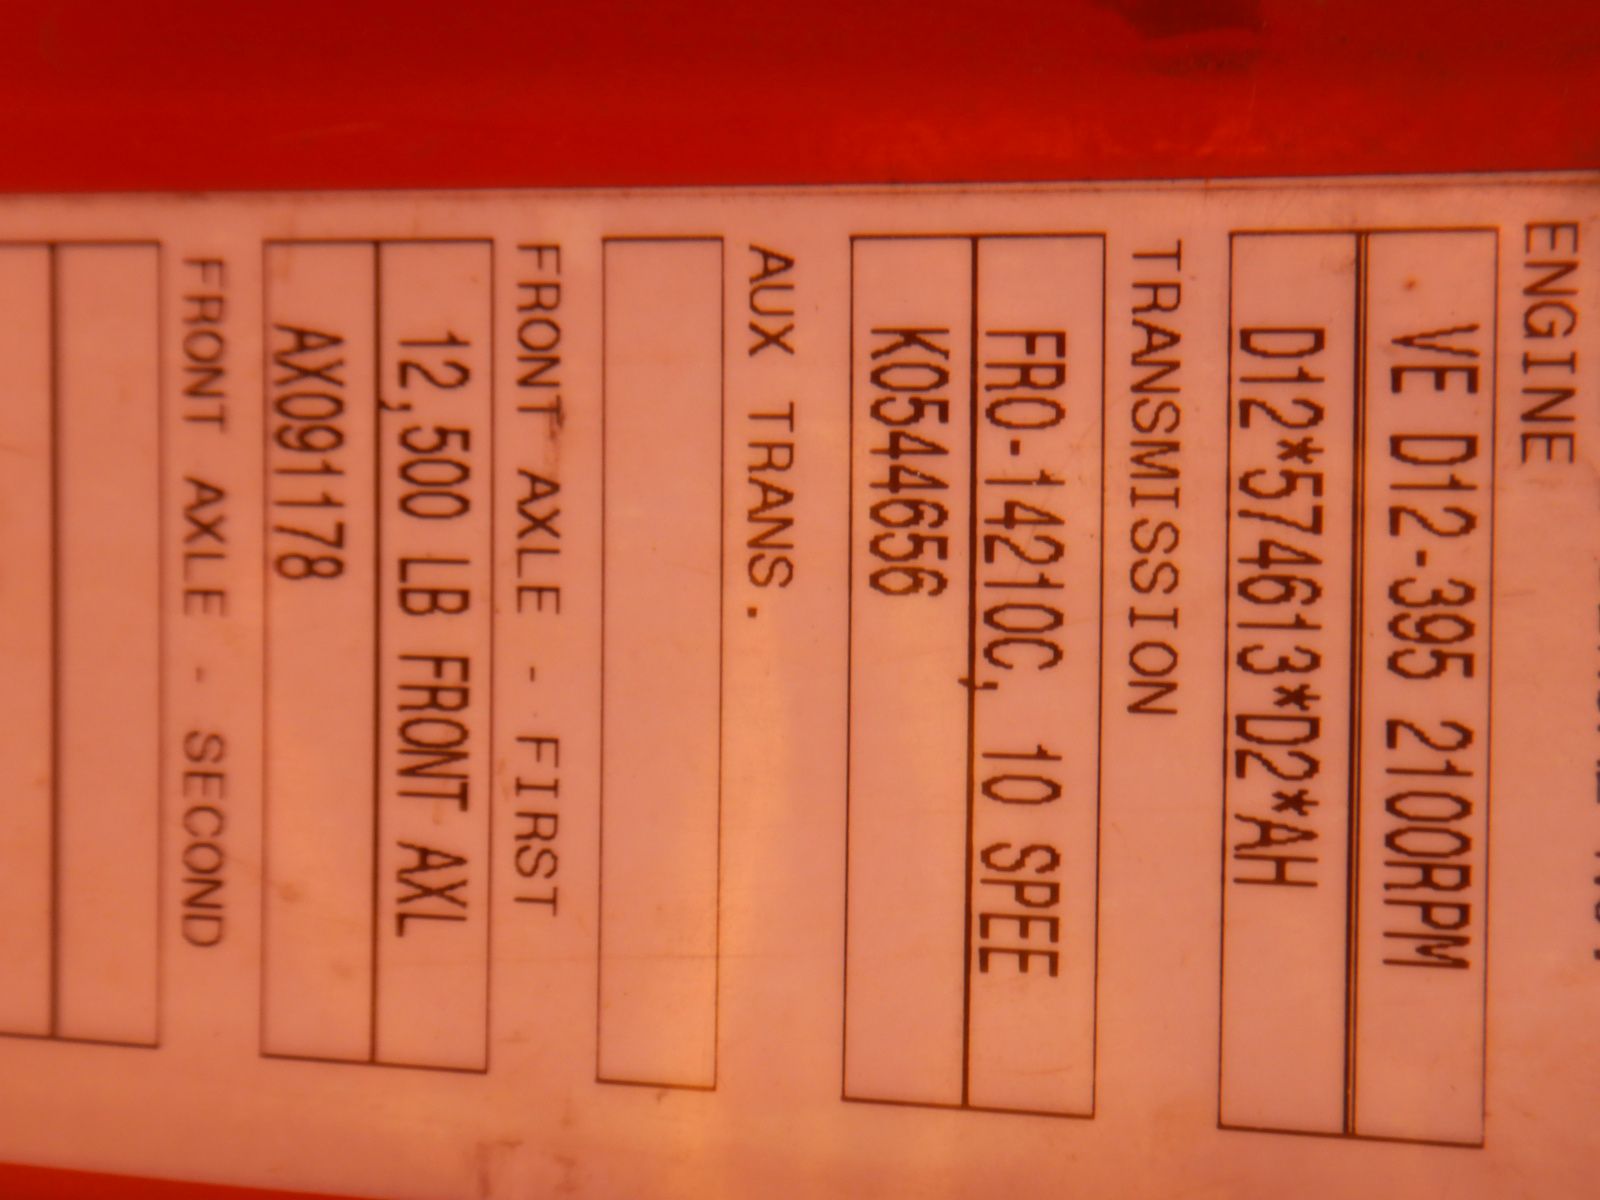 ENGINE
VE D12-395 2100RPM
D12*574613*D2*AH
TRANSMISSION
FRO-14210C, 10 SPEE
K0544656
AUX TRANS.
FRONT AXLE - FIRST
12,500 LB FRONT AXL
AX091178
FRONT AXLE - SECOND